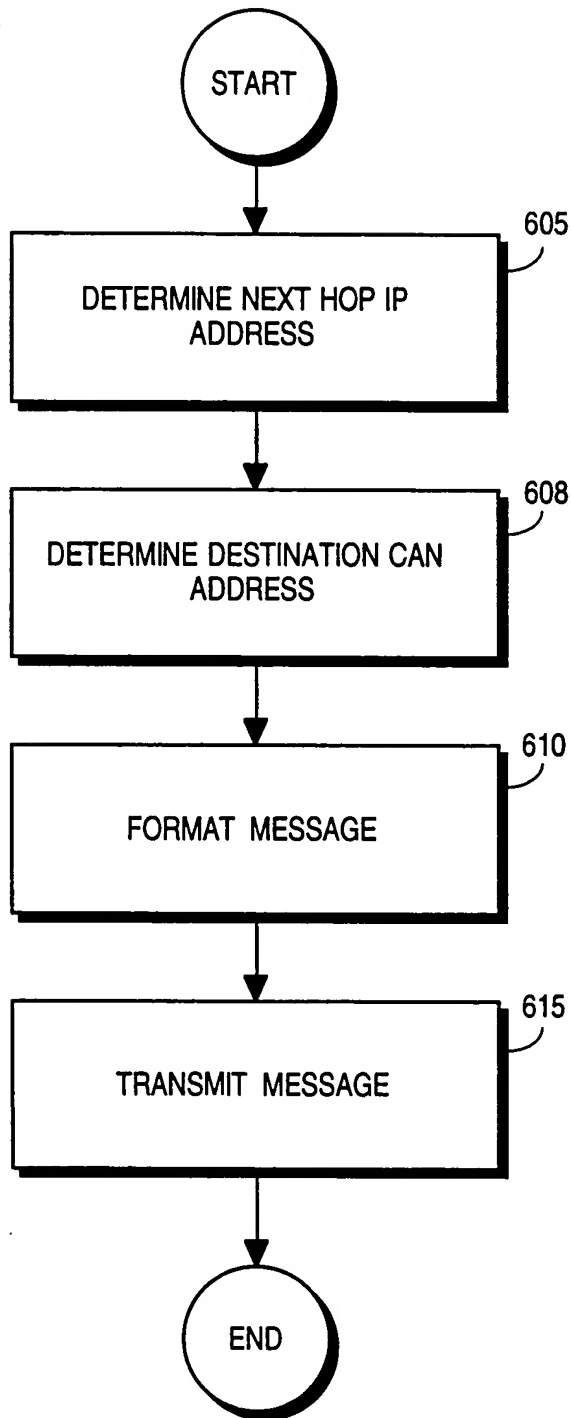 START
605
DETERMINE NEXT HOP IP
ADDRESS
608
DETERMINE DESTINATION CAN
ADDRESS
610
FORMAT MESSAGE
615
TRANSMIT MESSAGE
END